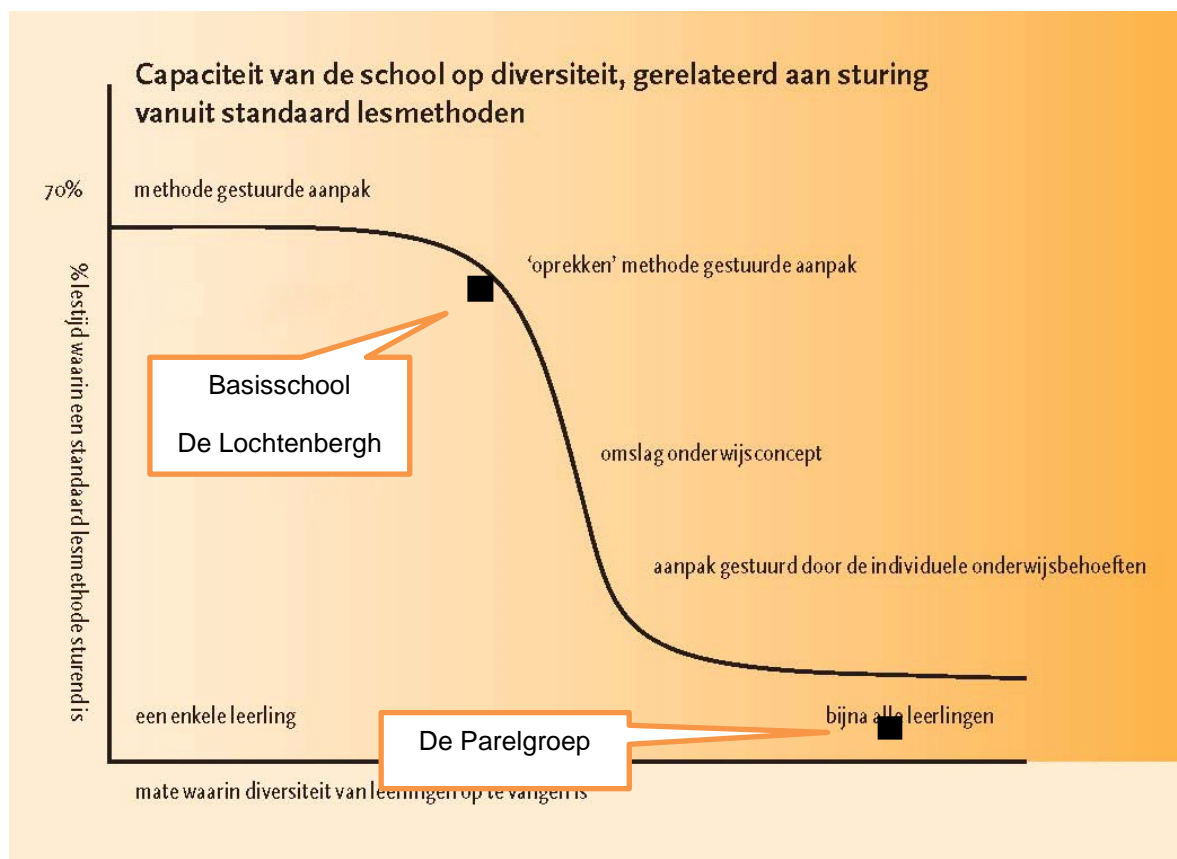 Capaciteit van de school op diversiteit, gerelateerd aan sturing
vanuit standaard lesmethoden
70%
methode gestuurde aanpak
'oprekken' methode gestuurde aanpak
% lestijd waarin een standaard lesmethode sturend is
Basisschool
De Lochtenbergh
omslag onderwijsconcept
aanpak gestuurd door de individuele onderwijsbehoeften
een enkele leerling
bijna alle leerlingen
De Parelgroep
mate waarin diversiteit van leerlingen op te vangen is